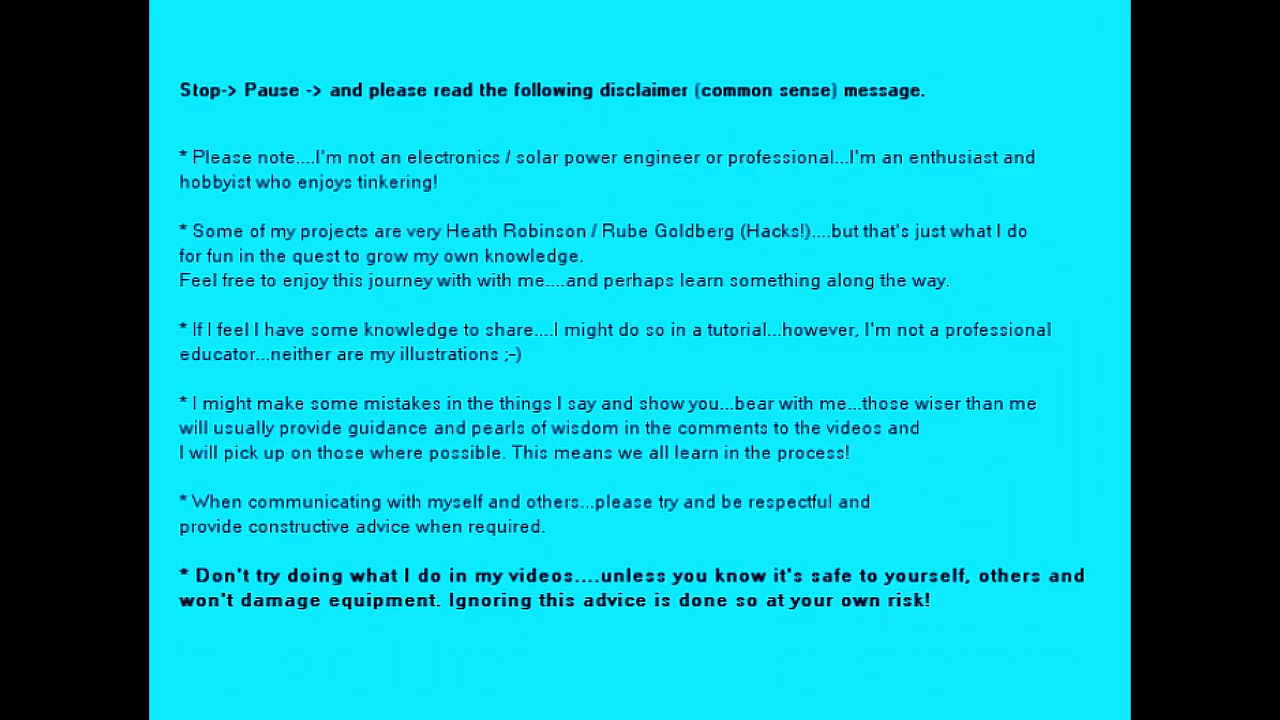 Stop-> Pause -> and please read the following disclaimer (common sense) message.
* Please note....I'm not an electronics / solar power engineer or professional...I'm an enthusiast and
hobbyist who enjoys tinkering!
* Some of my projects are very Heath Robinson / Rube Goldberg (Hacks!)....but that's just what I do
for fun in the quest to grow my own knowledge.
Feel free to enjoy this journey with with me....and perhaps learn something along the way.
* If I feel I have some knowledge to share....I might do so in a tutorial...however, I'm not a professional
educator...neither are my illustrations ;-)
* I might make some mistakes in the things I say and show you...bear with me...those wiser than me
will usually provide guidance and pearls of wisdom in the comments to the videos and
I will pick up on those where possible. This means we all learn in the process!
* When communicating with myself and others...please try and be respectful and
provide constructive advice when required.
* Don't try doing what I do in my videos....unless you know it's safe to yourself, others and
won't damage equipment. Ignoring this advice is done so at your own risk!